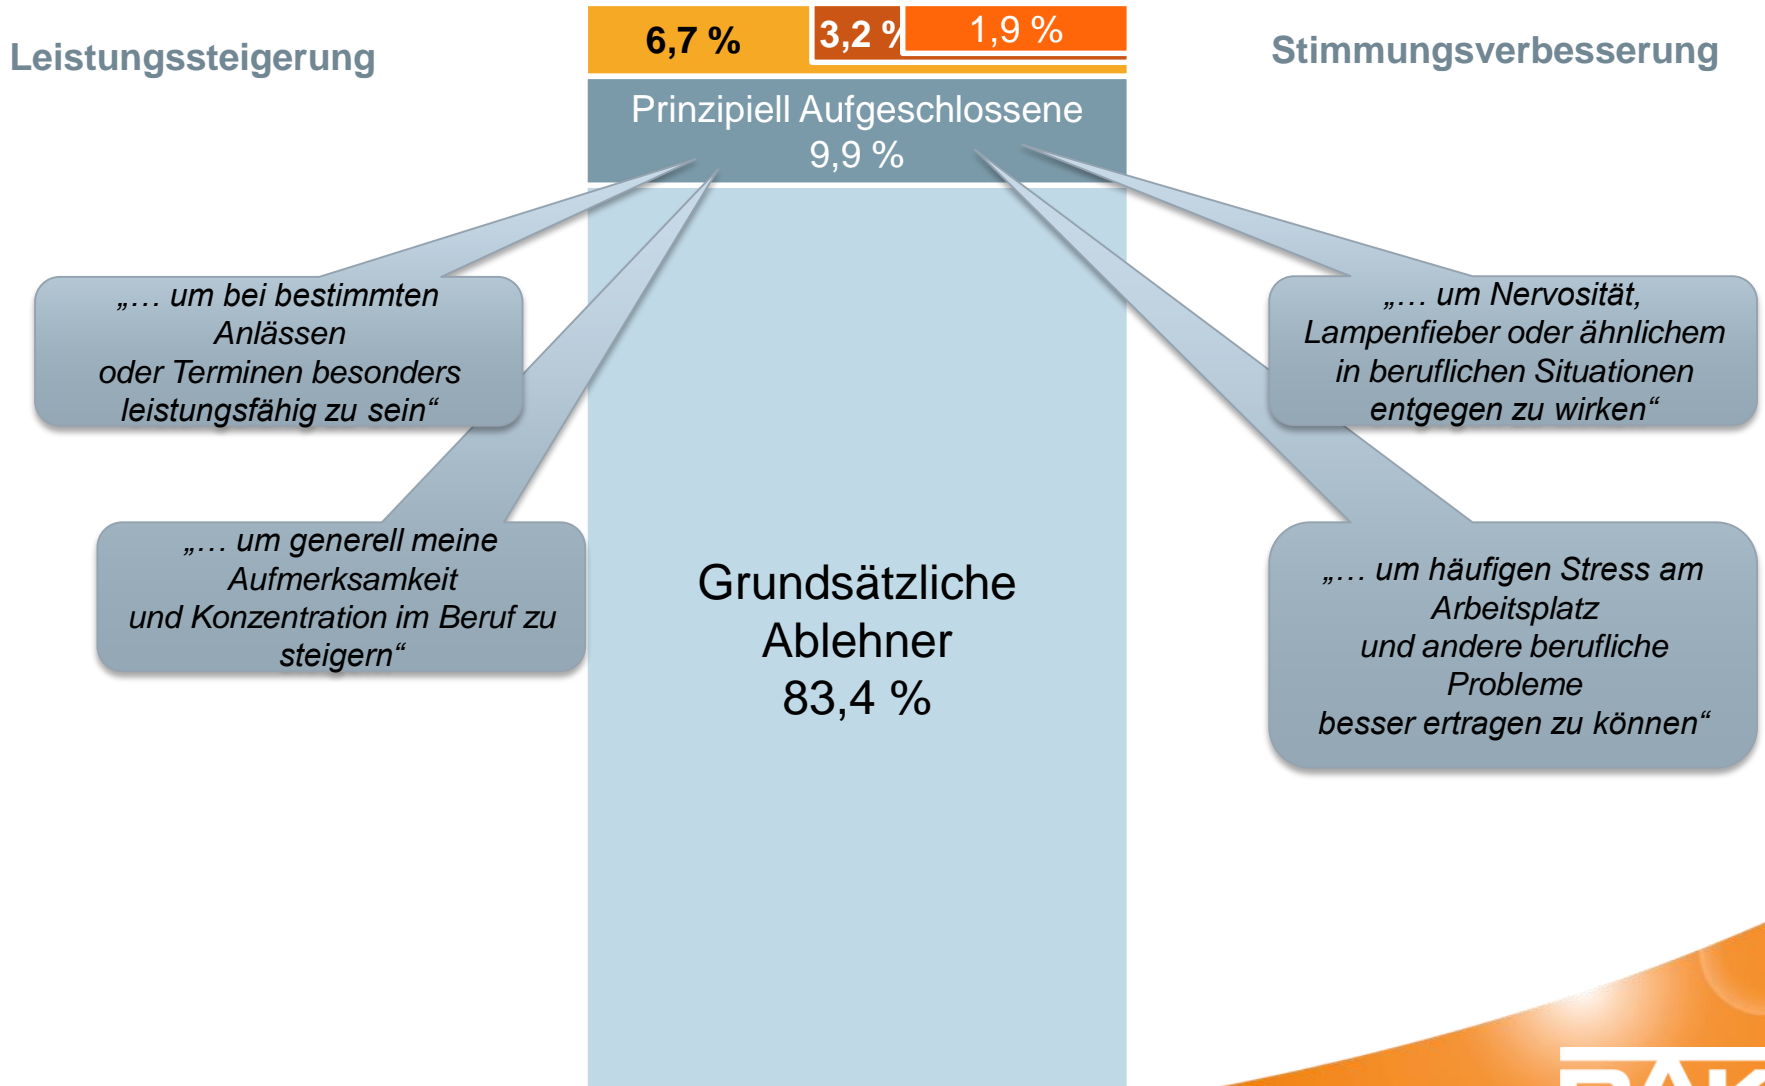 Leistungssteigerung
6,7 %
3,2 %
1,9 %
Stimmungsverbesserung
Prinzipiell Aufgeschlossene
9,9 %
„… um bei bestimmten
Anlässen
oder Terminen besonders
leistungsfähig zu sein“
„… um Nervosität,
Lampenfieber oder ähnlichem
in beruflichen Situationen
entgegen zu wirken“
„… um generell meine
Aufmerksamkeit
und Konzentration im Beruf zu
steigern“
Grundsätzliche
Ablehner
83,4 %
„… um häufigen Stress am
Arbeitsplatz
und andere berufliche
Probleme
besser ertragen zu können“